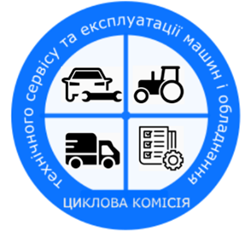 технічного сервісу та експлуатації машин і обладнання
ЦИКЛОВА КОМІСІЯ